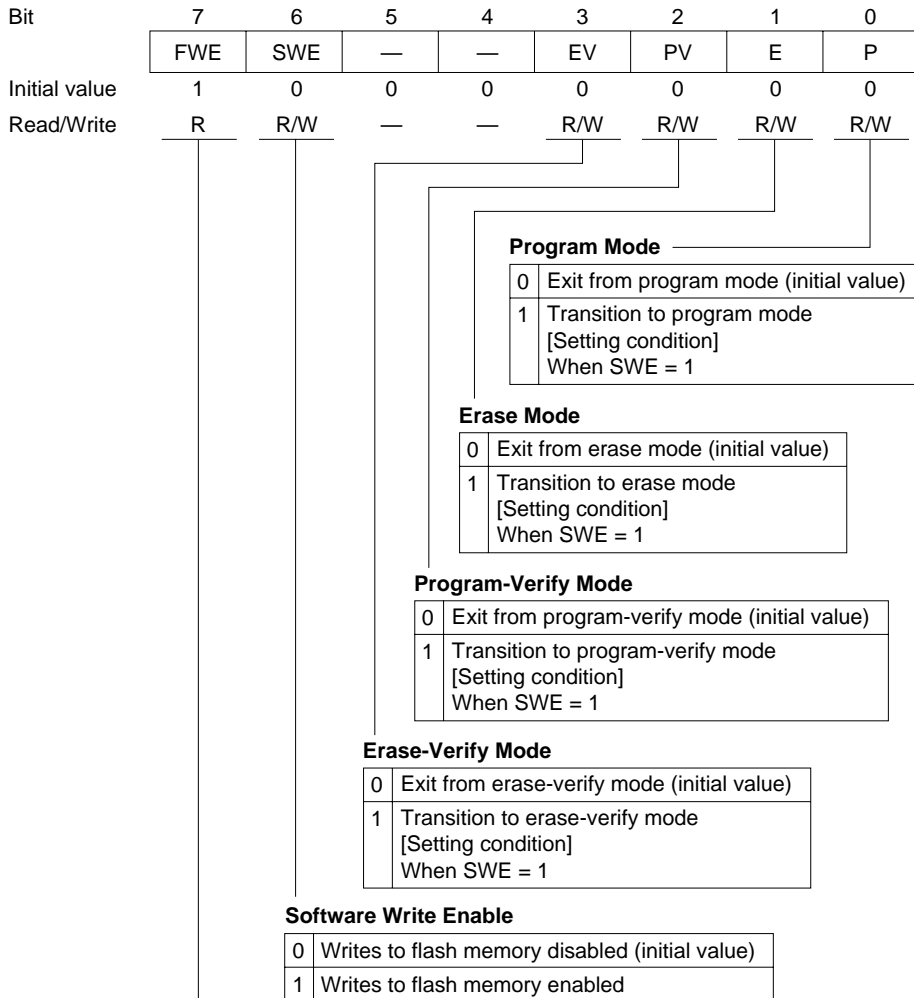 Bit 7 6 5 4 3 2 1 0
FWE SWE — — EV PV E P
Initial value 1 0 0 0 0 0 0 0
Read/Write R R/W — — R/W R/W R/W R/W
Program Mode
0 Exit from program mode (initial value)
1 Transition to program mode
[Setting condition]
When SWE = 1
Erase Mode
0 Exit from erase mode (initial value)
1 Transition to erase mode
[Setting condition]
When SWE = 1
Program-Verify Mode
0 Exit from program-verify mode (initial value)
1 Transition to program-verify mode
[Setting condition]
When SWE = 1
Erase-Verify Mode
0 Exit from erase-verify mode (initial value)
1 Transition to erase-verify mode
[Setting condition]
When SWE = 1
Software Write Enable
0 Writes to flash memory disabled (initial value)
1 Writes to flash memory enabled